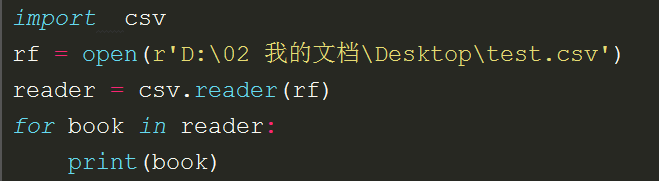 import csv
rf = open(r'D:\02 我的文档\Desktop\test.csv')
reader = csv.reader(rf)
for book in reader:
    print(book)